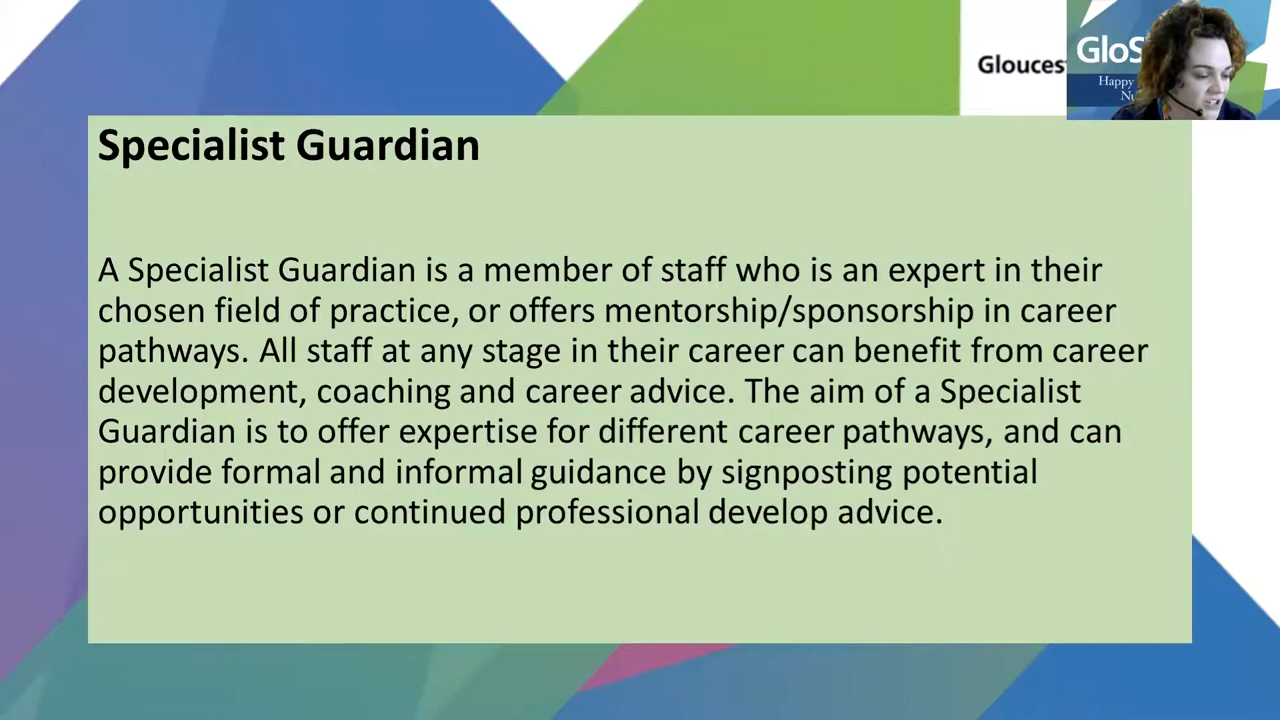 Glouces
GloS
Happy
Nu
Specialist Guardian
A Specialist Guardian is a member of staff who is an expert in their
chosen field of practice, or offers mentorship/sponsorship in career
pathways. All staff at any stage in their career can benefit from career
development, coaching and career advice. The aim of a Specialist
Guardian is to offer expertise for different career pathways, and can
provide formal and informal guidance by signposting potential
opportunities or continued professional develop advice.